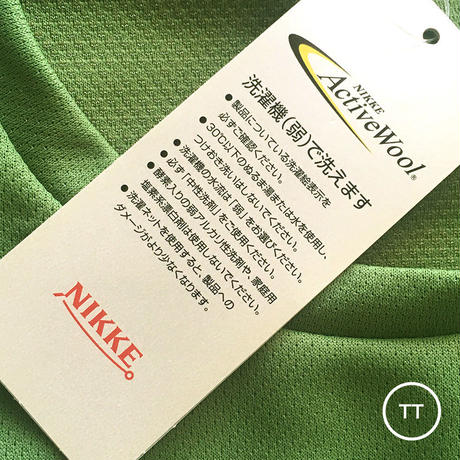 NIKKE
ActiveWool®
洗濯機(弱)で洗えます
●製品についている洗濯絵表示を
必ずご確認ください。
●30℃以下のぬるま湯または水を使用し、
つけおき洗いはしないでください。
●洗濯機の水流は「弱」をお選びください。
●必ず「中性洗剤」をご使用ください。
●酵素入りの弱アルカリ性洗剤や、家庭用
塩素系漂白剤は使用しないでください。
●洗濯ネットを使用すると、製品への
ダメージがより少なくなります。
NIKKE
TT